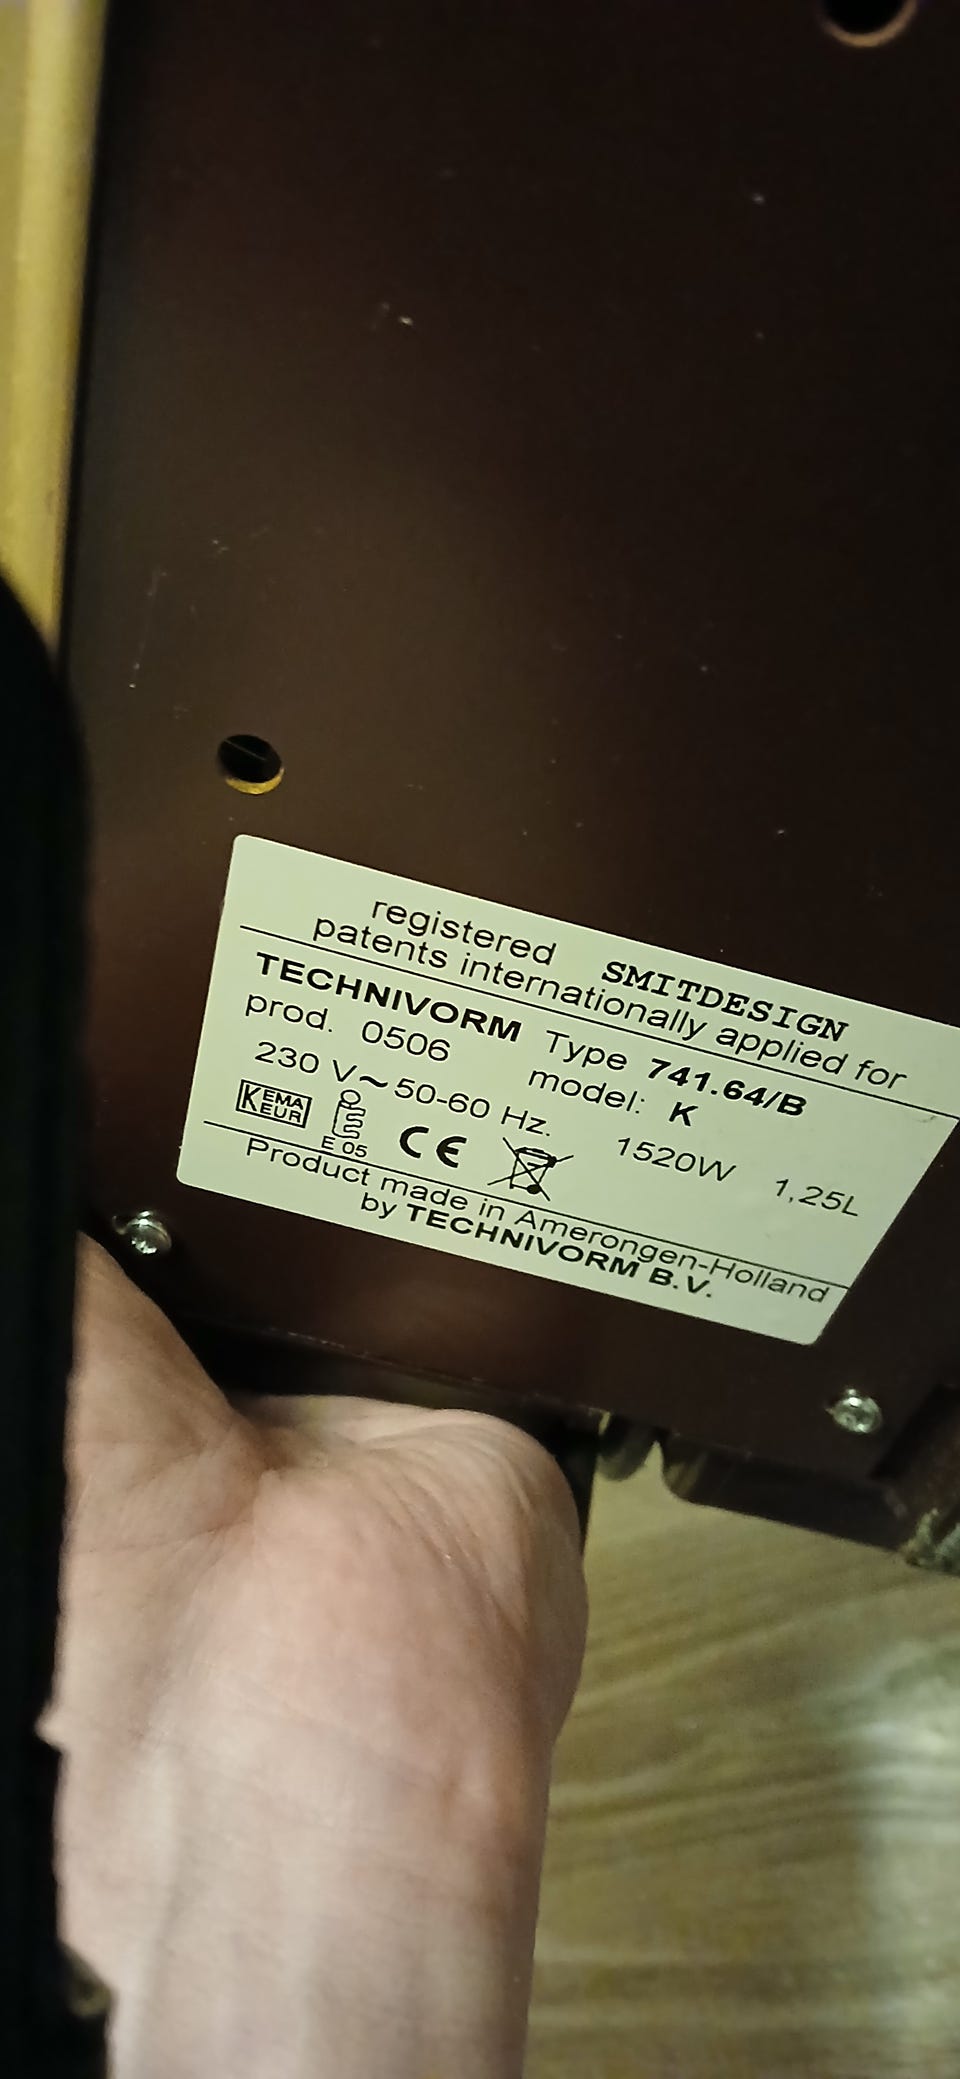 registered SMITDESIGN
patents internationally applied for
TECHNIVORM Type 741.64/B
prod. 0506 model: K
230 V~50-60 Hz. 1520W 1,25L
KEMA EUR E 05 CE
Product made in Amerongen-Holland
by TECHNIVORM B.V.